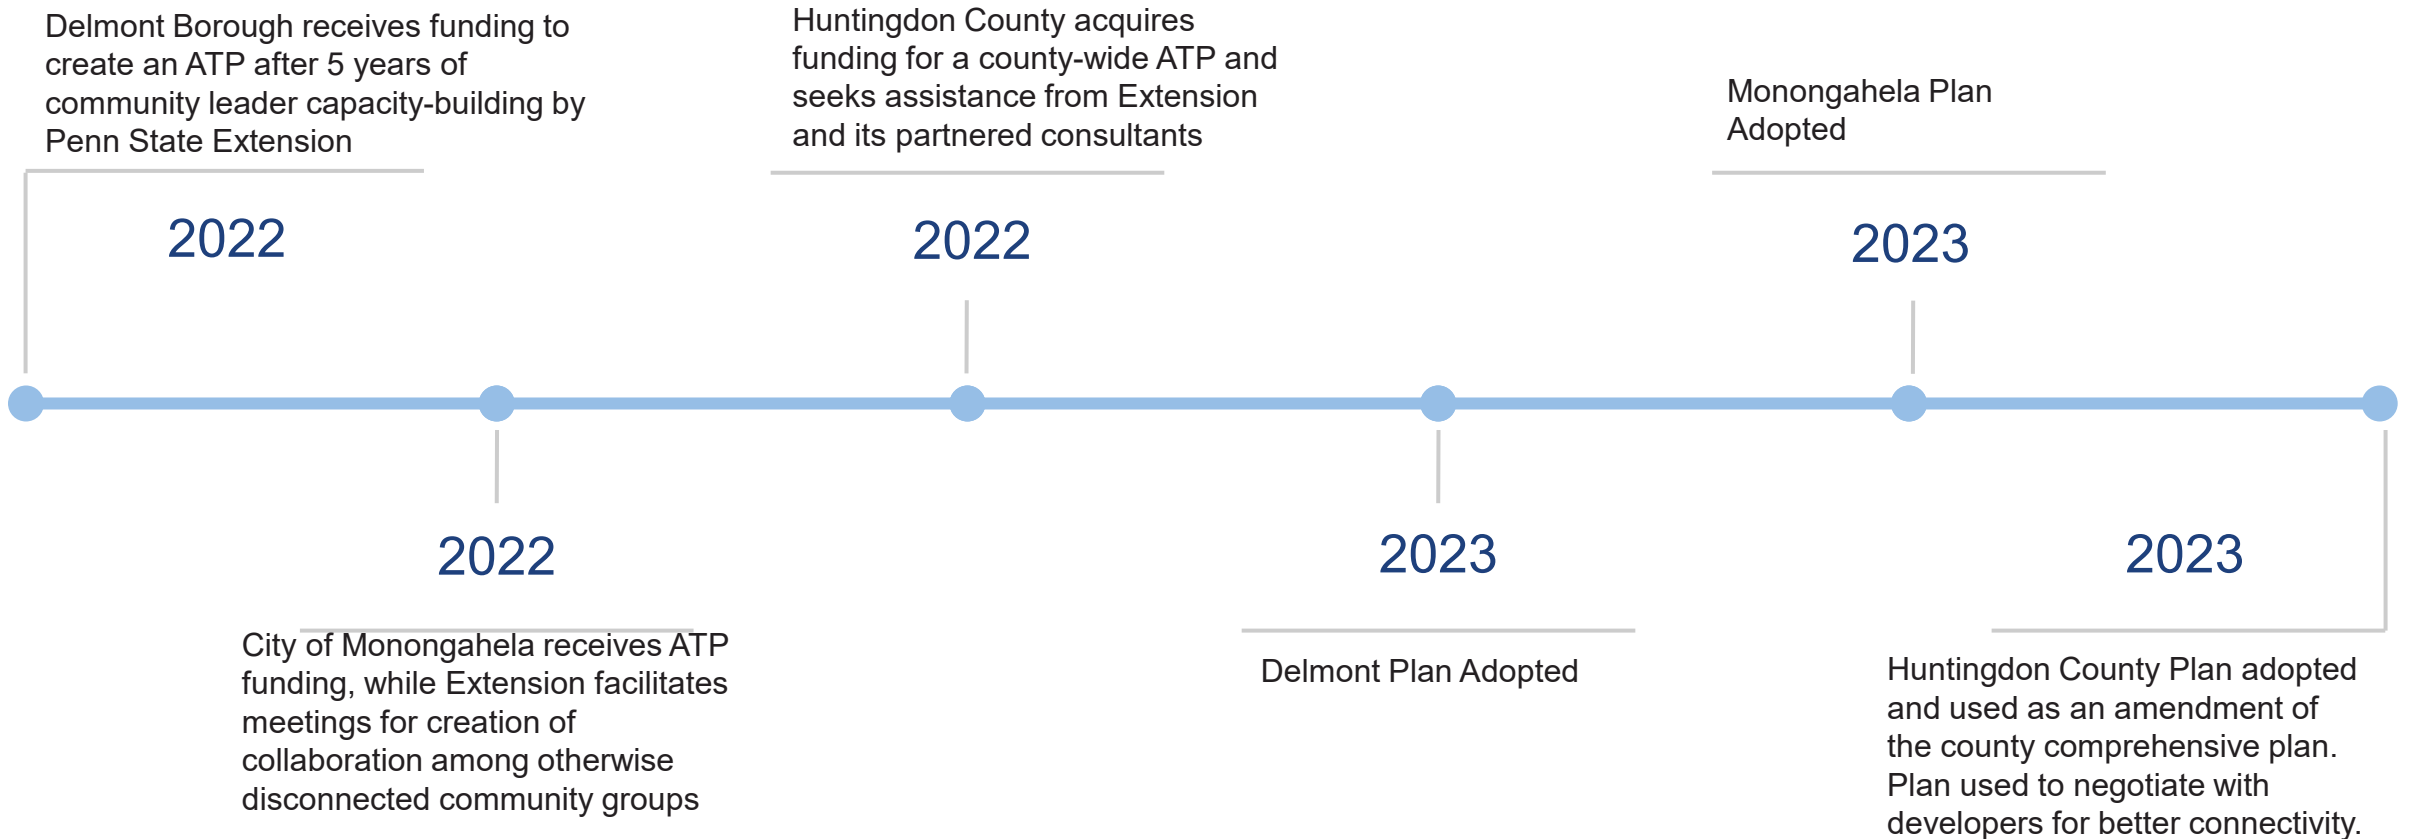 Delmont Borough receives funding to
create an ATP after 5 years of
community leader capacity-building by
Penn State Extension
2022
City of Monongahela receives ATP
funding, while Extension facilitates
meetings for creation of
collaboration among otherwise
disconnected community groups
2022
Huntingdon County acquires
funding for a county-wide ATP and
seeks assistance from Extension
and its partnered consultants
2022
2023
Delmont Plan Adopted
Monongahela Plan
Adopted
2023
2023
Huntingdon County Plan adopted
and used as an amendment of
the county comprehensive plan.
Plan used to negotiate with
developers for better connectivity.